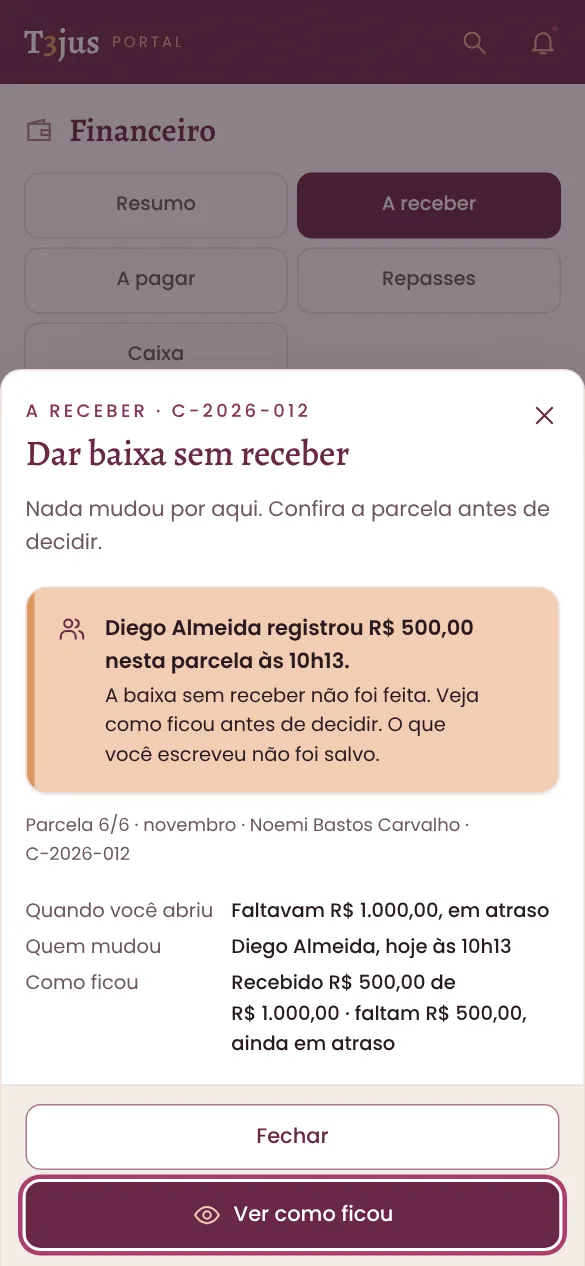 T3jus PORTAL
Financeiro
Resumo
A receber
A pagar
Repasses
Caixa
A RECEBER · C-2026-012
Dar baixa sem receber
Nada mudou por aqui. Confira a parcela antes de
decidir.
Diego Almeida registrou R$ 500,00
nesta parcela às 10h13.
A baixa sem receber não foi feita. Veja
como ficou antes de decidir. O que
você escreveu não foi salvo.
Parcela 6/6 · novembro · Noemi Bastos Carvalho ·
C-2026-012
Quando você abriu Faltavam R$ 1.000,00, em atraso
Quem mudou Diego Almeida, hoje às 10h13
Como ficou Recebido R$ 500,00 de
R$ 1.000,00 · faltam R$ 500,00,
ainda em atraso
Fechar
Ver como ficou